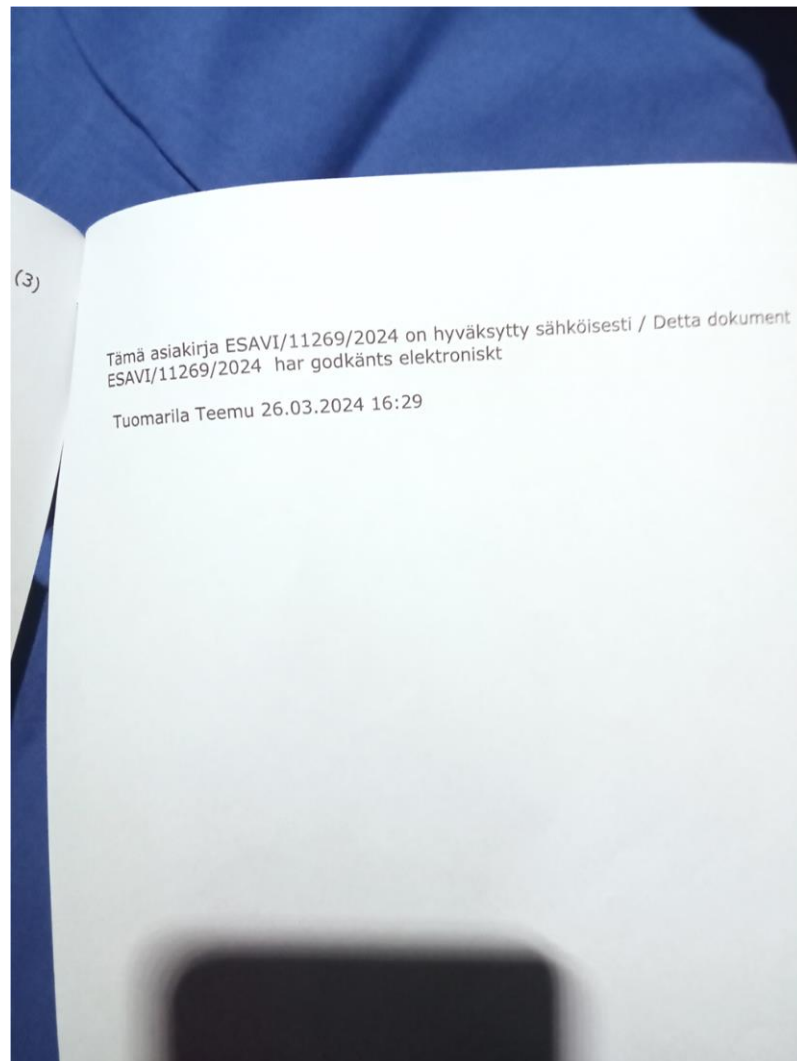 (3)
Tämä asiakirja ESAVI/11269/2024 on hyväksytty sähköisesti / Detta dokument
ESAVI/11269/2024 har godkänts elektroniskt
Tuomarila Teemu 26.03.2024 16:29